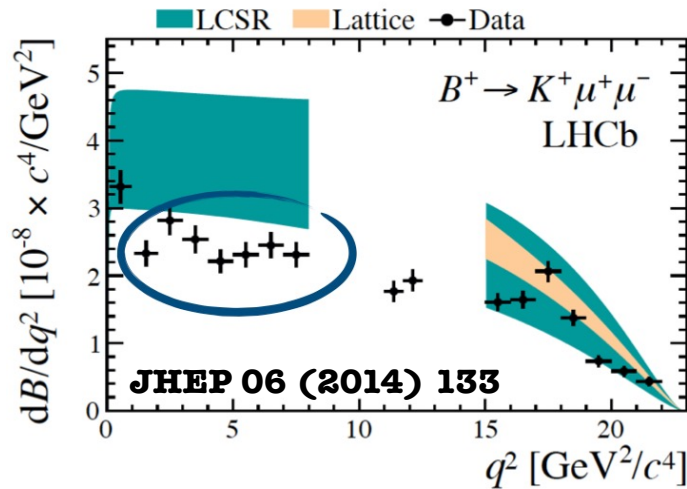 LCSR Lattice Data
dB/dq² [10⁻⁸ × c⁴/GeV²]
5
4
3
2
1
0
B⁺ → K⁺μ⁺μ⁻
LHCb
JHEP 06 (2014) 133
0 5 10 15 20
q² [GeV²/c⁴]